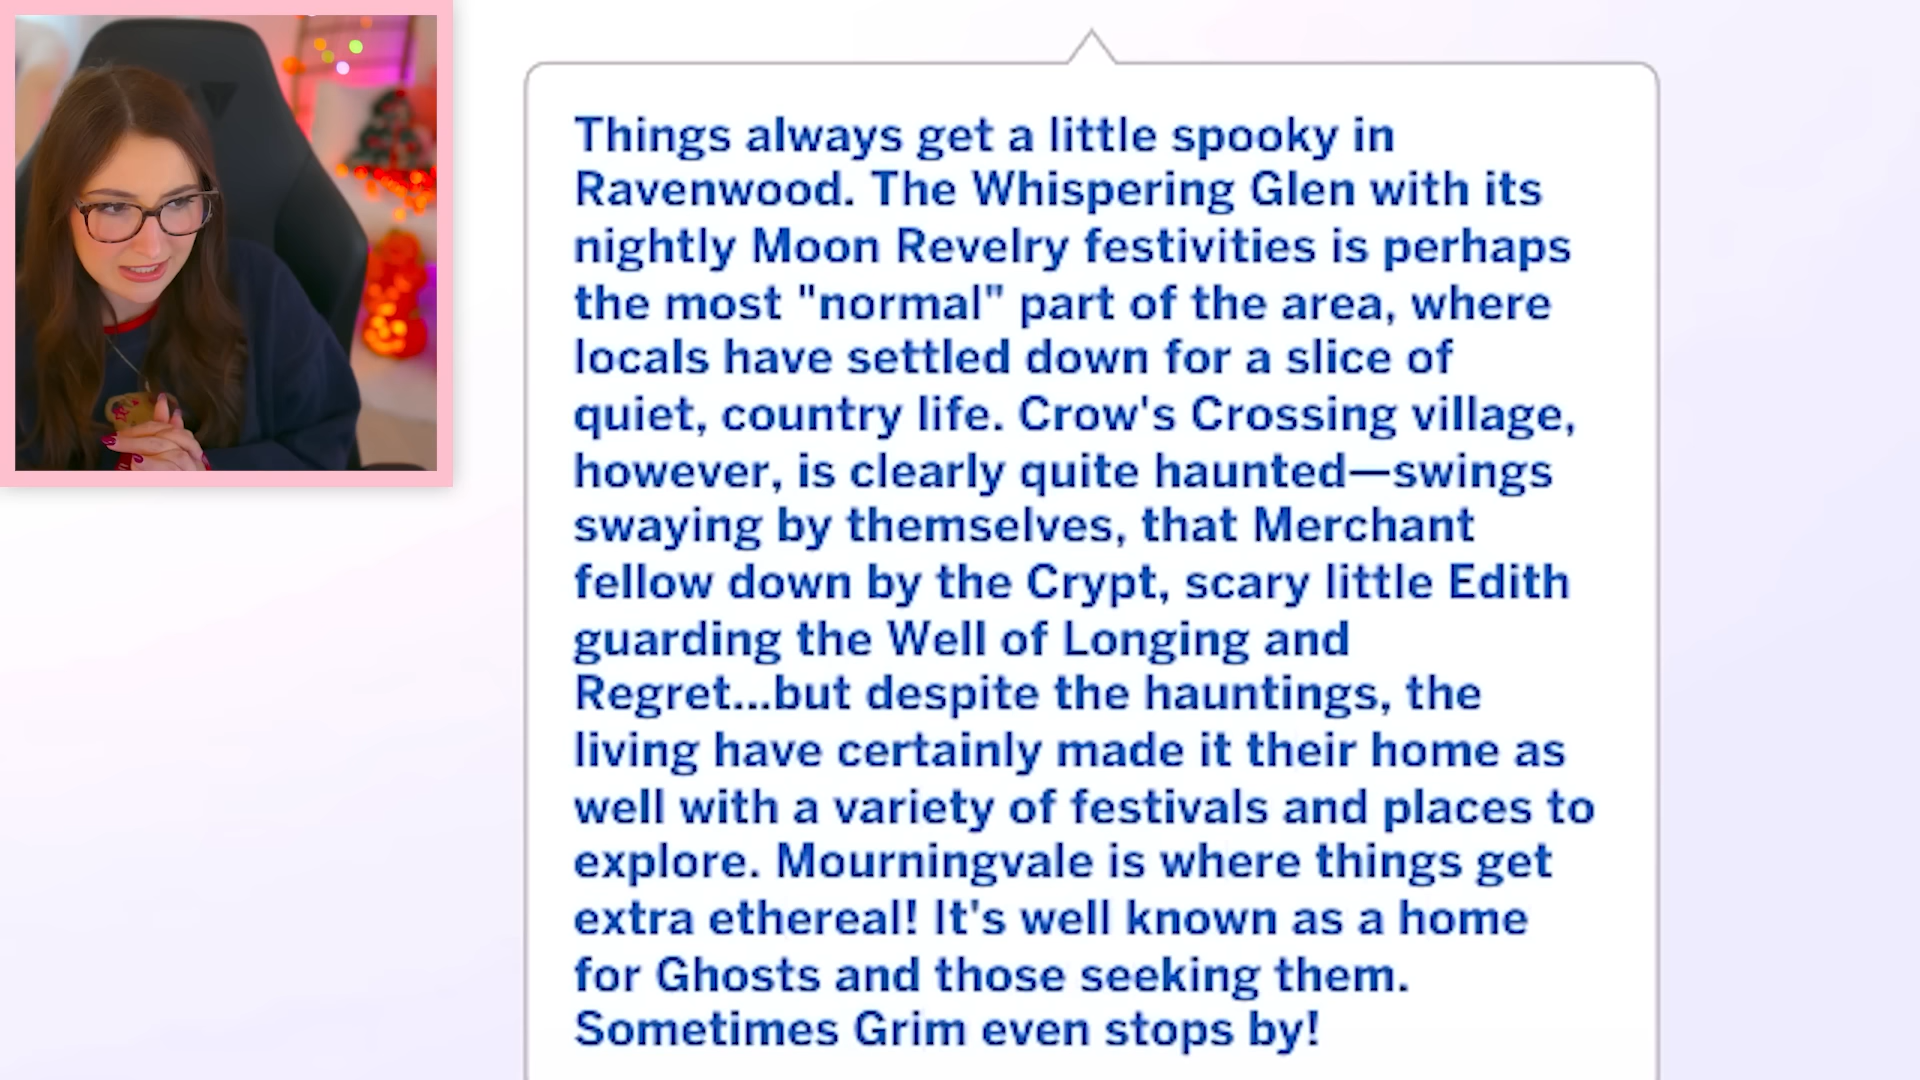 Things always get a little spooky in
Ravenwood. The Whispering Glen with its
nightly Moon Revelry festivities is perhaps
the most "normal" part of the area, where
locals have settled down for a slice of
quiet, country life. Crow's Crossing village,
however, is clearly quite haunted—swings
swaying by themselves, that Merchant
fellow down by the Crypt, scary little Edith
guarding the Well of Longing and
Regret...but despite the hauntings, the
living have certainly made it their home as
well with a variety of festivals and places to
explore. Mourningvale is where things get
extra ethereal! It's well known as a home
for Ghosts and those seeking them.
Sometimes Grim even stops by!